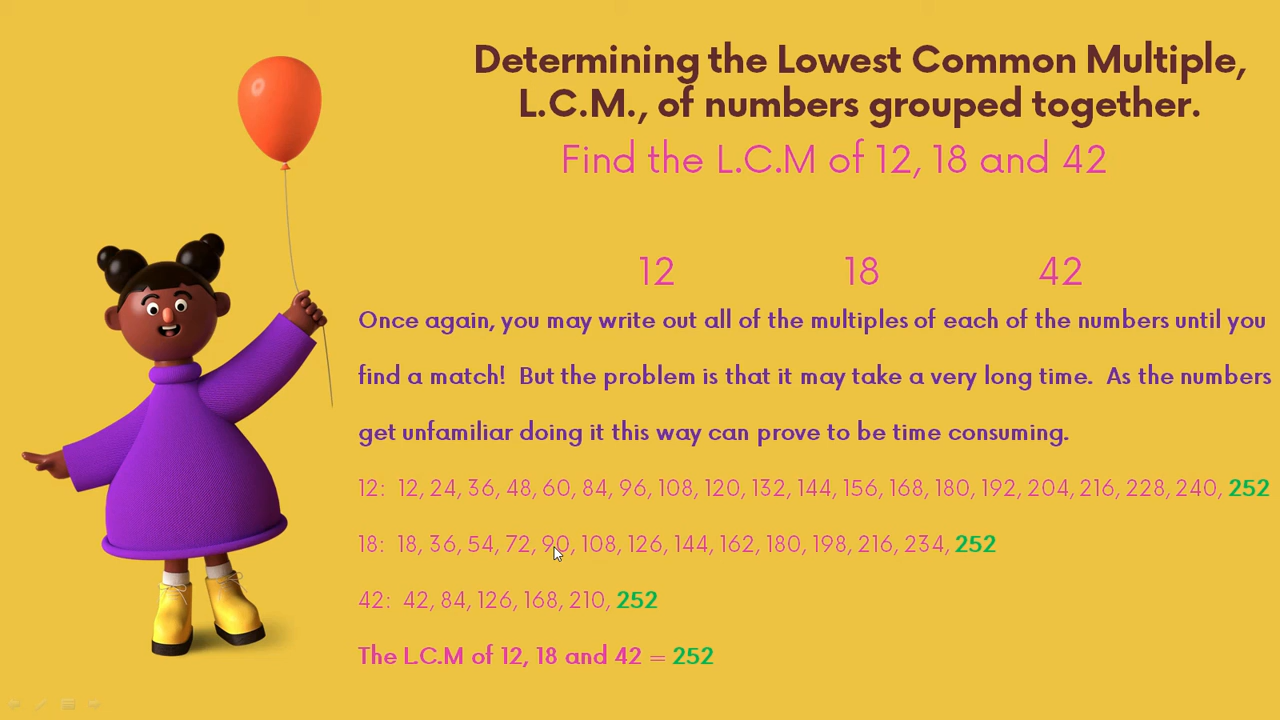 Determining the Lowest Common Multiple,
L.C.M., of numbers grouped together.
Find the L.C.M of 12, 18 and 42
12 18 42
Once again, you may write out all of the multiples of each of the numbers until you
find a match! But the problem is that it may take a very long time. As the numbers
get unfamiliar doing it this way can prove to be time consuming.
12: 12, 24, 36, 48, 60, 84, 96, 108, 120, 132, 144, 156, 168, 180, 192, 204, 216, 228, 240, 252
18: 18, 36, 54, 72, 90, 108, 126, 144, 162, 180, 198, 216, 234, 252
42: 42, 84, 126, 168, 210, 252
The L.C.M of 12, 18 and 42 = 252